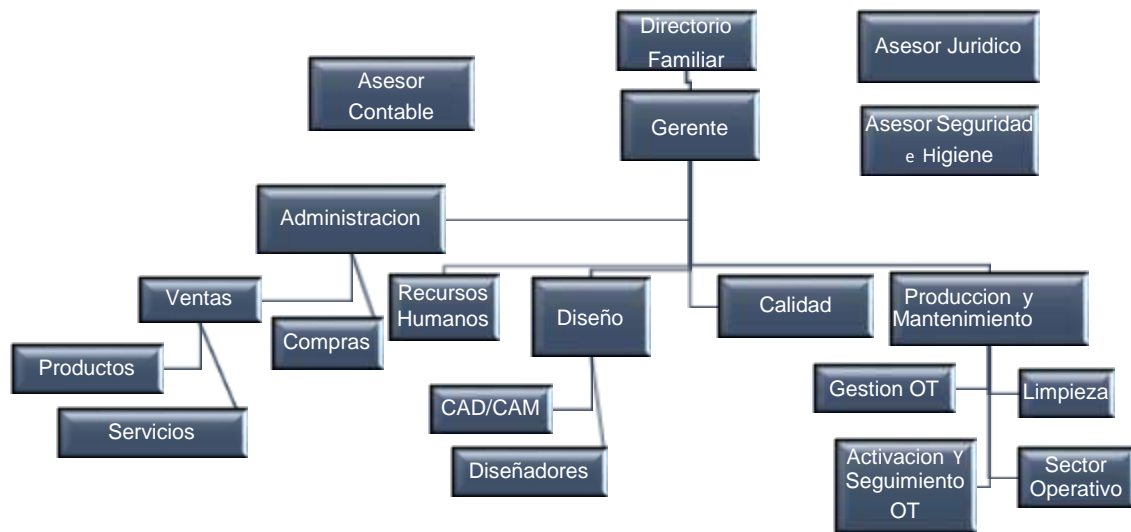 Directorio
Familiar
Asesor Juridico
Asesor
Contable
Gerente
Asesor Seguridad
e Higiene
Administracion
Ventas
Compras
Recursos
Humanos
Diseño
Calidad
Produccion y
Mantenimiento
Productos
Servicios
CAD/CAM
Diseñadores
Gestion OT
Limpieza
Activacion Y
Seguimiento
OT
Sector
Operativo